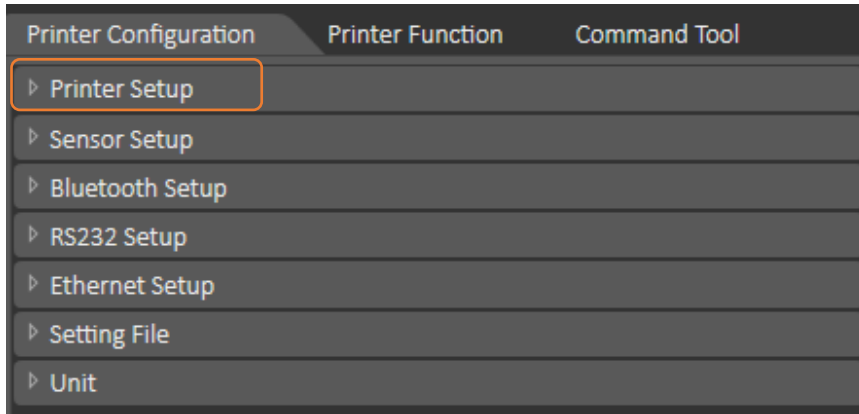 Printer Configuration Printer Function Command Tool
Printer Setup
Sensor Setup
Bluetooth Setup
RS232 Setup
Ethernet Setup
Setting File
Unit